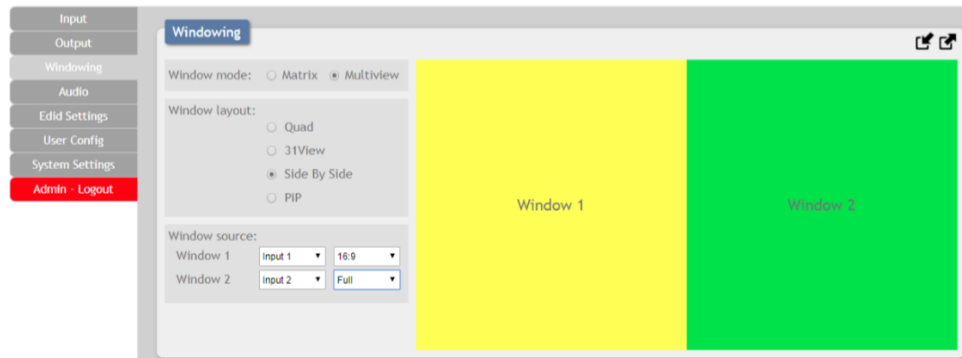 Input
Output
Windowing
Audio
Edid Settings
User Config
System Settings
Admin - Logout
Windowing
Window mode: Matrix Multiview
Window layout:
Quad
31View
Side By Side
PIP
Window source:
Window 1 Input 1 16:9
Window 2 Input 2 Full
Window 1
Window 2